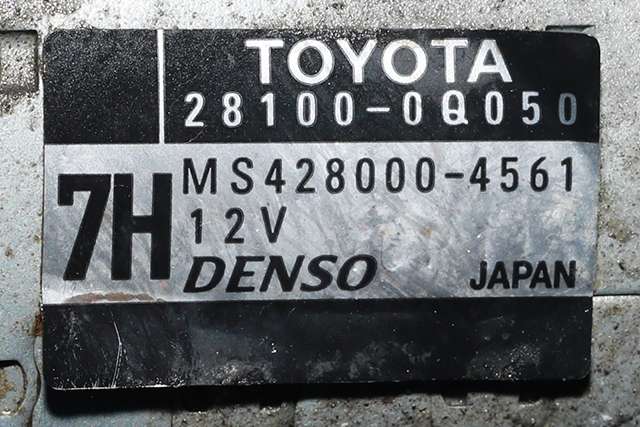 TOYOTA
28100-0Q050
7H
MS428000-4561
12V
DENSO
JAPAN